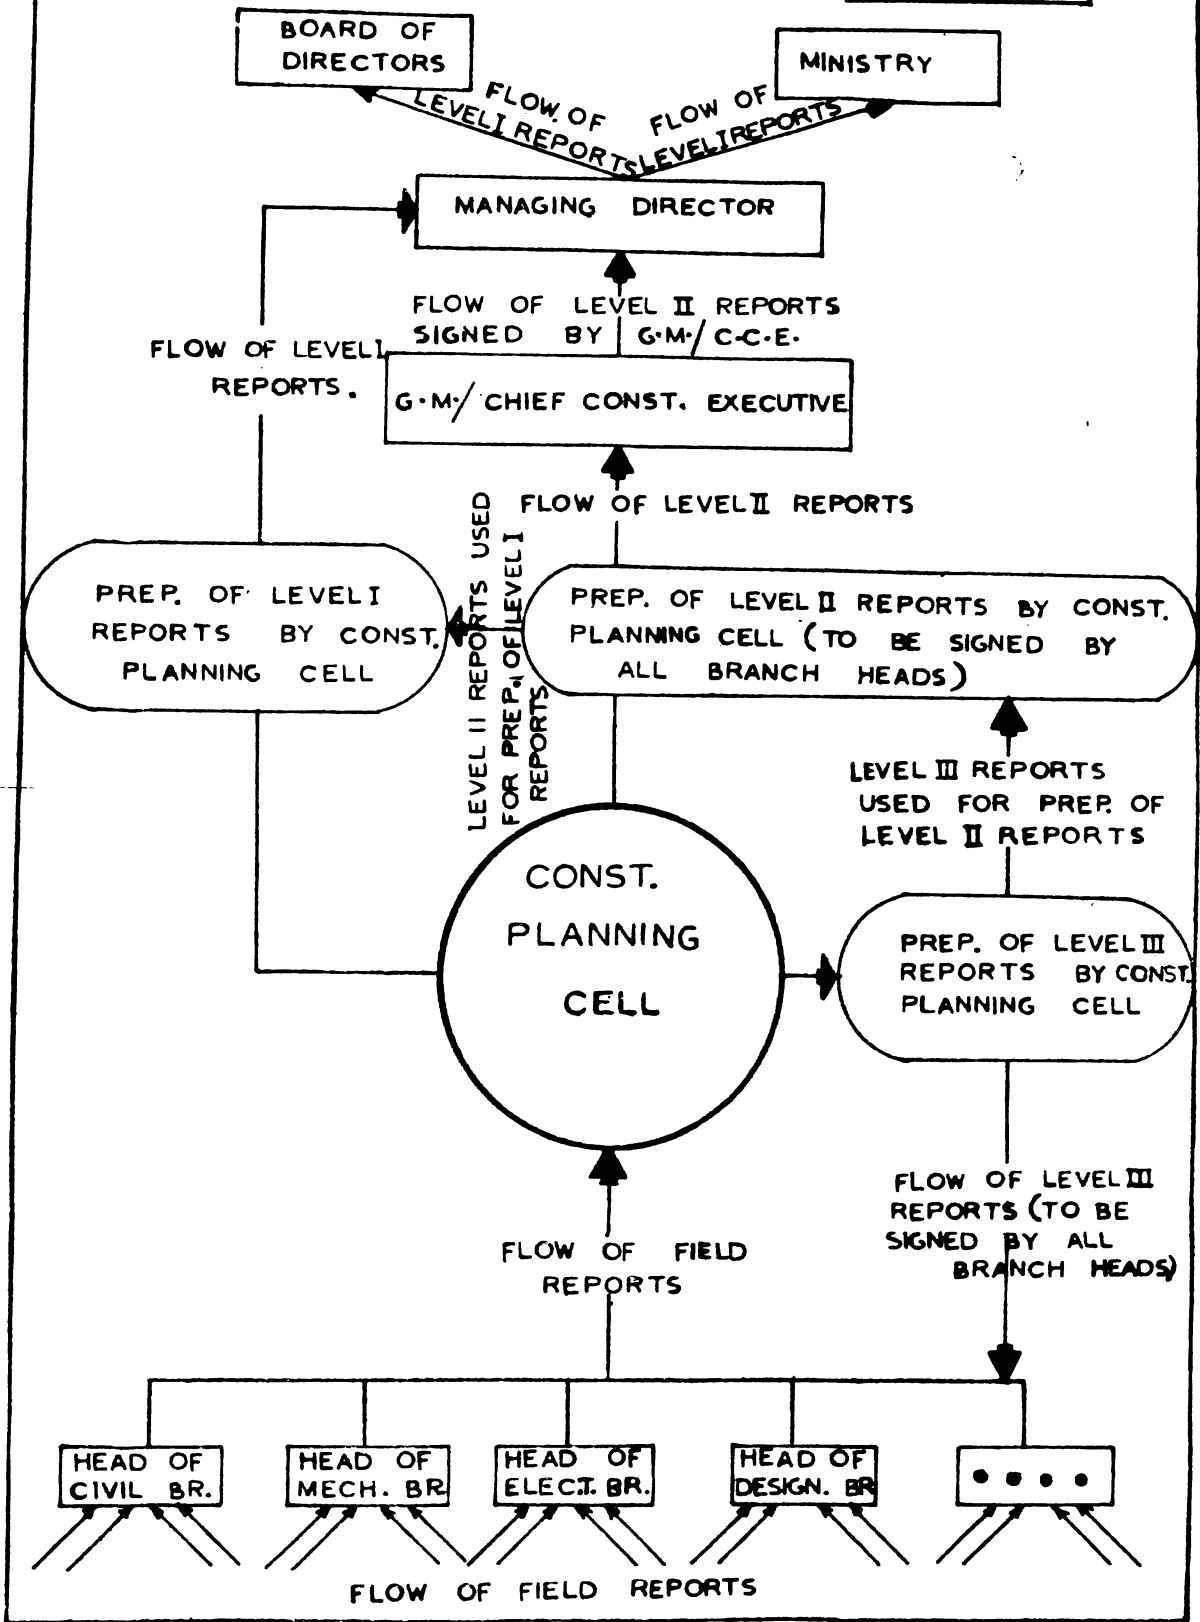 BOARD OF
DIRECTORS
MINISTRY
FLOW OF
LEVEL I REPORTS
FLOW OF
LEVEL I REPORTS
MANAGING DIRECTOR
FLOW OF LEVEL II REPORTS
SIGNED BY G.M./C.C.E.
FLOW OF LEVEL I
REPORTS.
G.M./CHIEF CONST. EXECUTIVE
FLOW OF LEVEL II REPORTS
LEVEL II REPORTS USED
FOR PREP. OF LEVEL I
REPORTS
PREP. OF LEVEL I
REPORTS BY CONST.
PLANNING CELL
PREP. OF LEVEL II REPORTS BY CONST.
PLANNING CELL (TO BE SIGNED BY
ALL BRANCH HEADS)
LEVEL III REPORTS
USED FOR PREP. OF
LEVEL II REPORTS
CONST.
PLANNING
CELL
PREP. OF LEVEL III
REPORTS BY CONST.
PLANNING CELL
FLOW OF LEVEL III
REPORTS (TO BE
SIGNED BY ALL
BRANCH HEADS)
FLOW OF FIELD
REPORTS
HEAD OF
CIVIL BR.
HEAD OF
MECH. BR
HEAD OF
ELECT. BR.
HEAD OF
DESIGN. BR
• • • •
FLOW OF FIELD REPORTS